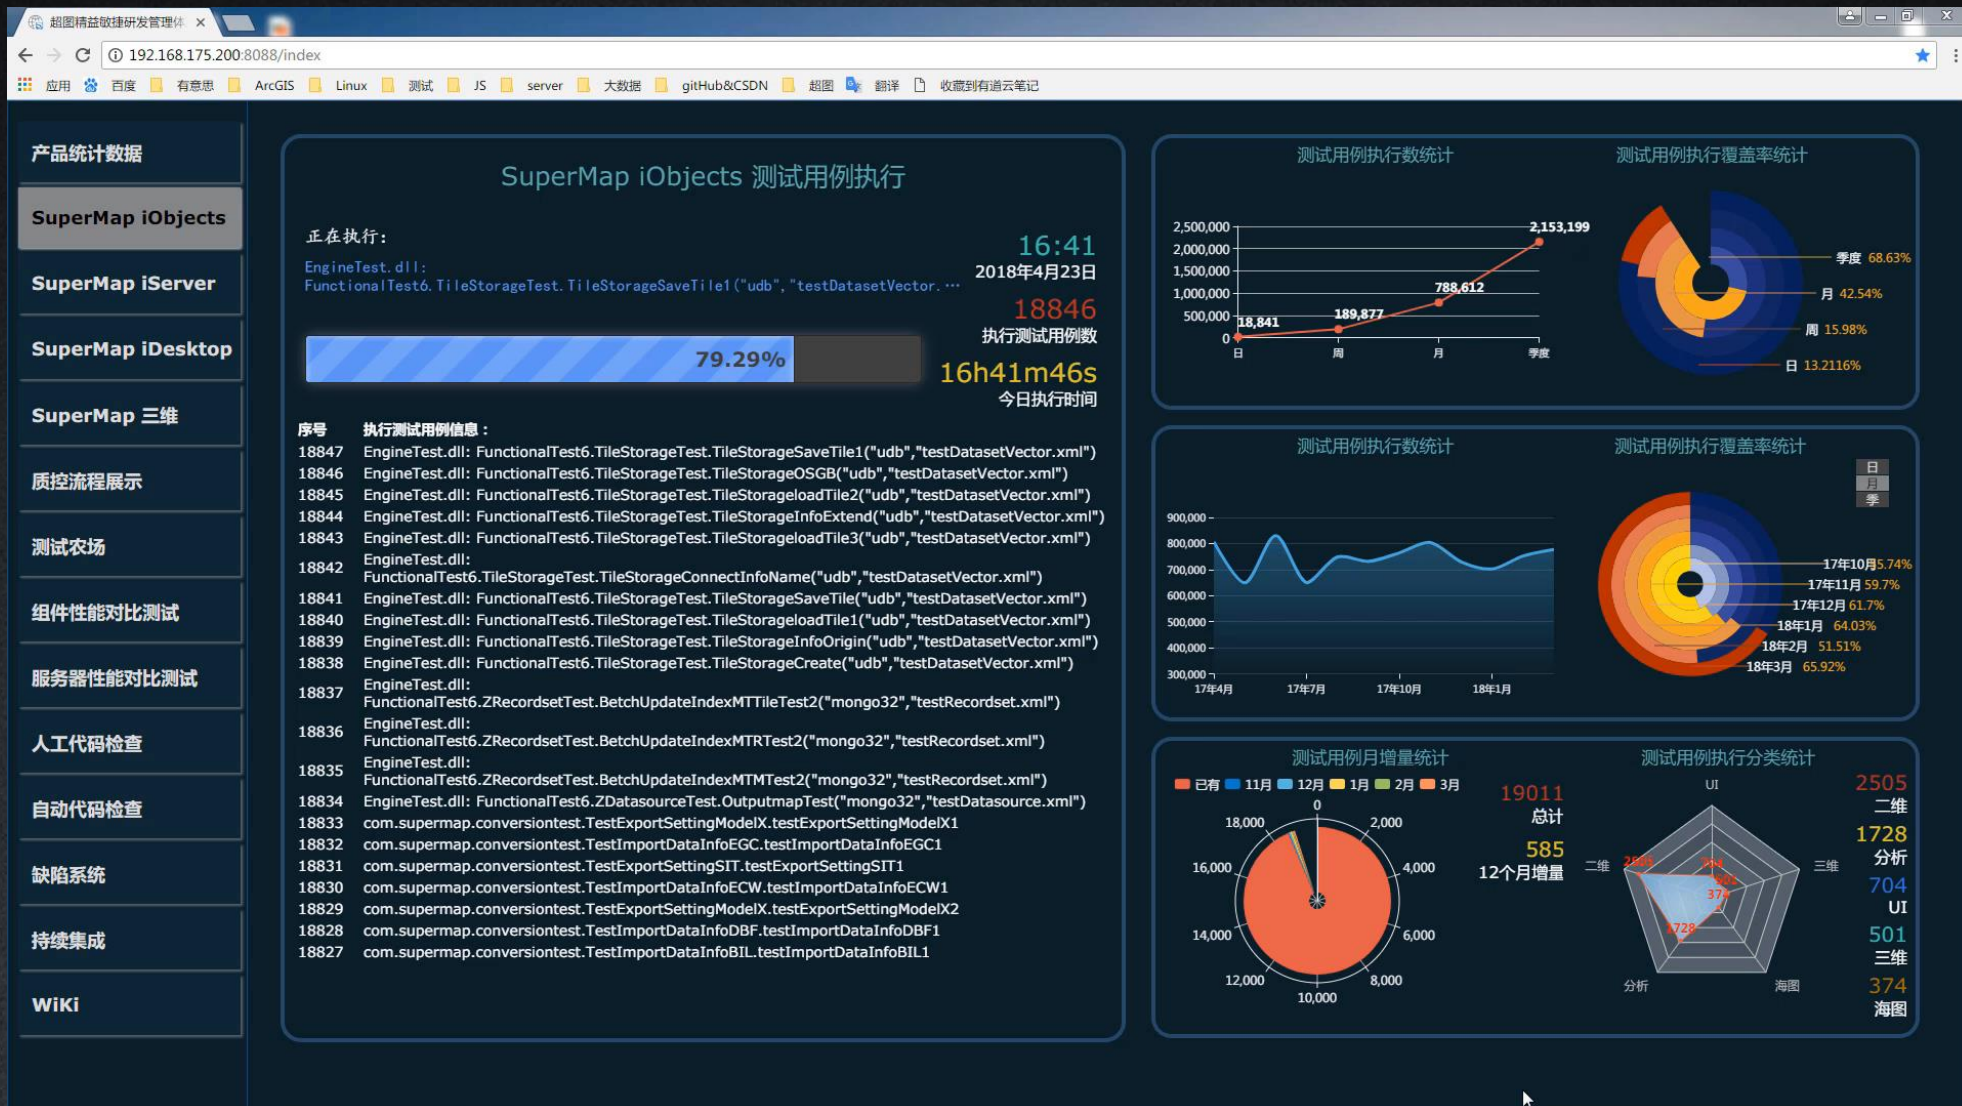 超图精益敏捷研发管理体
192.168.175.200:8088/index
应用 百度 有意思 ArcGIS Linux 测试 JS server 大数据 gitHub&CSDN 超图 翻译 收藏到有道云笔记
产品统计数据
SuperMap iObjects
SuperMap iServer
SuperMap iDesktop
SuperMap 三维
质控流程展示
测试农场
组件性能对比测试
服务器性能对比测试
人工代码检查
自动代码检查
缺陷系统
持续集成
WiKi
SuperMap iObjects 测试用例执行
正在执行:
EngineTest.dll:
FunctionalTest6.TileStorageTest.TileStorageSaveTile1("udb","testDatasetVector.…
16:41
2018年4月23日
18846
执行测试用例数
79.29%
16h41m46s
今日执行时间
序号 执行测试用例信息：
18847 EngineTest.dll: FunctionalTest6.TileStorageTest.TileStorageSaveTile1("udb","testDatasetVector.xml")
18846 EngineTest.dll: FunctionalTest6.TileStorageTest.TileStorageOSGB("udb","testDatasetVector.xml")
18845 EngineTest.dll: FunctionalTest6.TileStorageTest.TileStorageloadTile2("udb","testDatasetVector.xml")
18844 EngineTest.dll: FunctionalTest6.TileStorageTest.TileStorageInfoExtend("udb","testDatasetVector.xml")
18843 EngineTest.dll: FunctionalTest6.TileStorageTest.TileStorageloadTile3("udb","testDatasetVector.xml")
18842 EngineTest.dll:
FunctionalTest6.TileStorageTest.TileStorageConnectInfoName("udb","testDatasetVector.xml")
18841 EngineTest.dll: FunctionalTest6.TileStorageTest.TileStorageSaveTile("udb","testDatasetVector.xml")
18840 EngineTest.dll: FunctionalTest6.TileStorageTest.TileStorageloadTile1("udb","testDatasetVector.xml")
18839 EngineTest.dll: FunctionalTest6.TileStorageTest.TileStorageInfoOrigin("udb","testDatasetVector.xml")
18838 EngineTest.dll: FunctionalTest6.TileStorageTest.TileStorageCreate("udb","testDatasetVector.xml")
18837 EngineTest.dll:
FunctionalTest6.ZRecordsetTest.BetchUpdateIndexMTTileTest2("mongo32","testRecordset.xml")
18836 EngineTest.dll:
FunctionalTest6.ZRecordsetTest.BetchUpdateIndexMTRTest2("mongo32","testRecordset.xml")
18835 EngineTest.dll:
FunctionalTest6.ZRecordsetTest.BetchUpdateIndexMTMTest2("mongo32","testRecordset.xml")
18834 EngineTest.dll: FunctionalTest6.ZDatasourceTest.OutputmapTest("mongo32","testDatasource.xml")
18833 com.supermap.conversiontest.TestExportSettingModelX.testExportSettingModelX1
18832 com.supermap.conversiontest.TestImportDataInfoEGC.testImportDataInfoEGC1
18831 com.supermap.conversiontest.TestExportSettingSIT.testExportSettingSIT1
18830 com.supermap.conversiontest.TestImportDataInfoECW.testImportDataInfoECW1
18829 com.supermap.conversiontest.TestExportSettingModelX.testExportSettingModelX2
18828 com.supermap.conversiontest.TestImportDataInfoDBF.testImportDataInfoDBF1
18827 com.supermap.conversiontest.TestImportDataInfoBIL.testImportDataInfoBIL1
测试用例执行数统计
2,500,000
2,000,000
1,500,000
1,000,000
500,000
0
18,841
189,877
788,612
2,153,199
日 周 月 季度
测试用例执行覆盖率统计
季度 68.63%
月 42.54%
周 15.98%
日 13.2116%
测试用例执行数统计
900,000
800,000
700,000
600,000
500,000
400,000
300,000
17年4月 17年7月 17年10月 18年1月
测试用例执行覆盖率统计
日
月
季
17年10月 5.74%
17年11月 59.7%
17年12月 61.7%
18年1月 64.03%
18年2月 51.51%
18年3月 65.92%
测试用例月增量统计
已有 11月 12月 1月 2月 3月
0
2,000
4,000
6,000
8,000
10,000
12,000
14,000
16,000
18,000
19011
总计
585
12个月增量
测试用例执行分类统计
UI
二维
三维
分析
海图
374
1728
2505
二维
1728
分析
704
UI
501
三维
374
海图